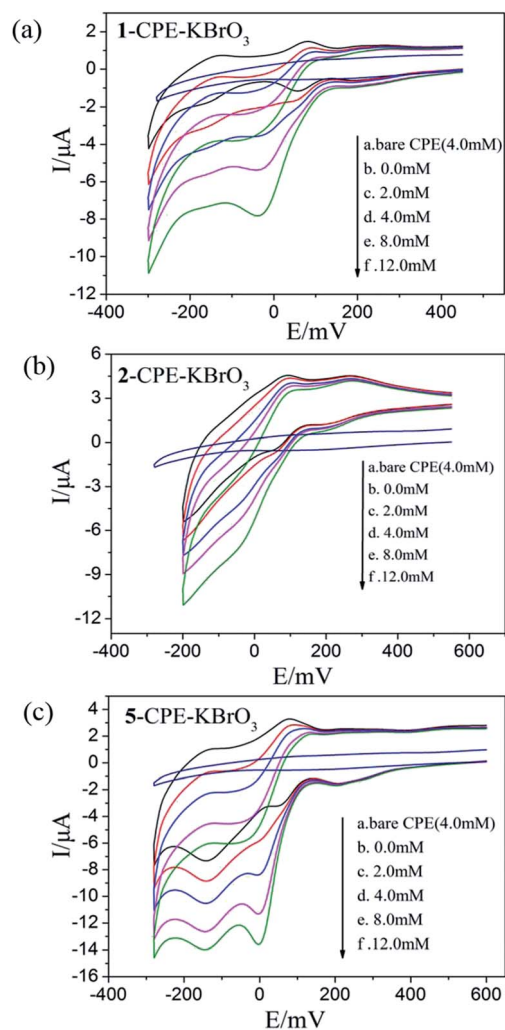 (a)
1-CPE-KBrO3
2
0
-2
-4
-6
-8
-10
-12
I/μA
a.bare CPE(4.0mM)
b. 0.0mM
c. 2.0mM
d. 4.0mM
e. 8.0mM
f .12.0mM
-400 -200 0 200 400
E/mV
(b)
2-CPE-KBrO3
6
3
0
-3
-6
-9
-12
I/μA
a.bare CPE(4.0mM)
b. 0.0mM
c. 2.0mM
d. 4.0mM
e. 8.0mM
f .12.0mM
-400 -200 0 200 400 600
E/mV
(c)
5-CPE-KBrO3
4
2
0
-2
-4
-6
-8
-10
-12
-14
-16
I/μA
a.bare CPE(4.0mM)
b. 0.0mM
c. 2.0mM
d. 4.0mM
e. 8.0mM
f .12.0mM
-400 -200 0 200 400 600
E/mV